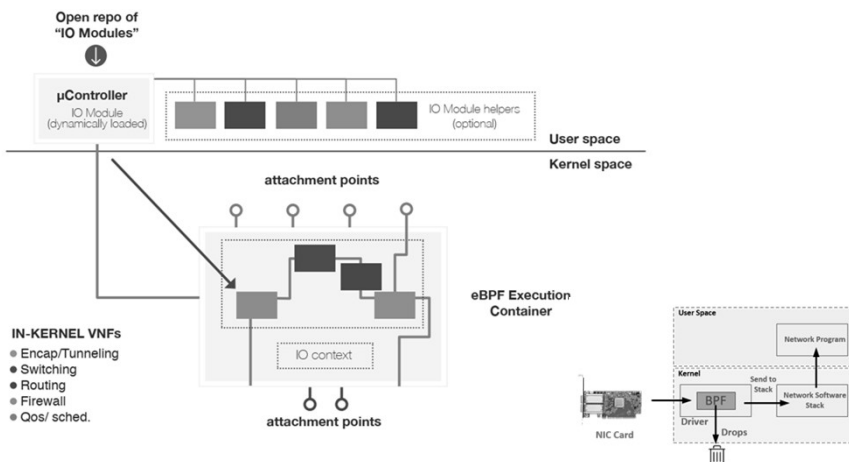 Open repo of
“IO Modules”
μController
IO Module
(dynamically loaded)
IO Module helpers
(optional)
User space
Kernel space
attachment points
eBPF Execution
Container
IN-KERNEL VNFs
Encap/Tunneling
Switching
Routing
Firewall
Qos/ sched.
IO context
attachment points
User Space
Network Program
Kernel
Send to
Stack
BPF
Network Software
Stack
Driver
Drops
NIC Card